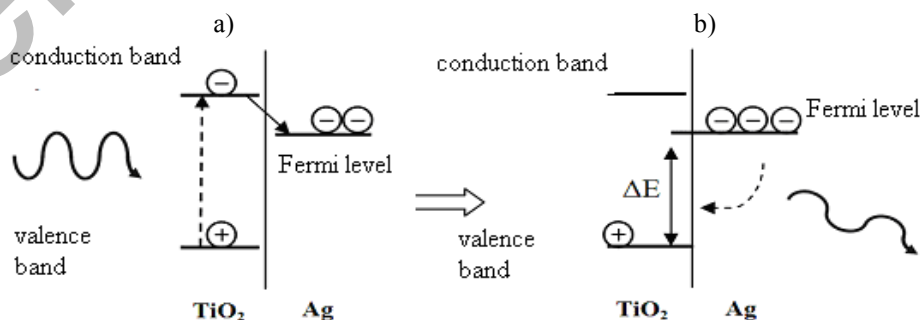 a)
conduction band
− 
− −
Fermi level
+
valence
band
TiO₂ Ag
b)
conduction band
− − −
Fermi level
ΔE
+
valence
band
TiO₂ Ag